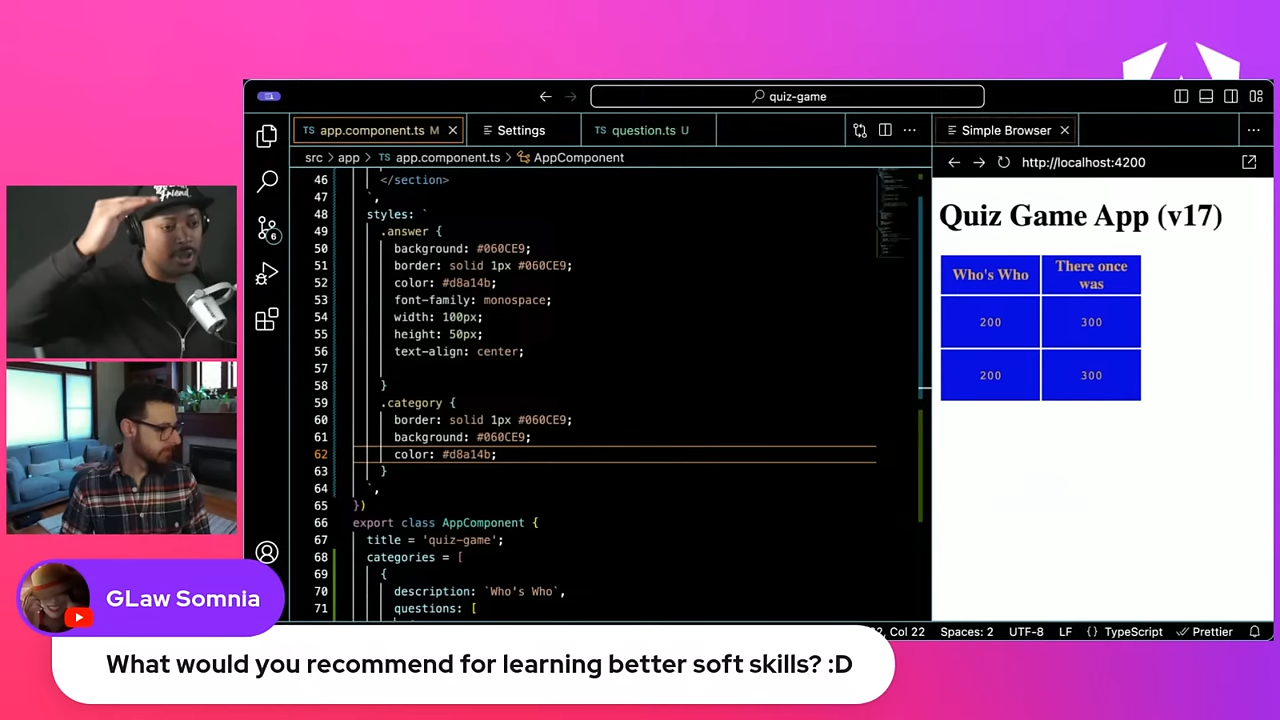 friend.
quiz-game
TS app.component.ts M
Settings
TS question.ts U
Simple Browser
src > app > TS app.component.ts > AppComponent
http://localhost:4200
46 </section>
47 `,
48 styles: `
49 .answer {
50 background: #060CE9;
51 border: solid 1px #060CE9;
52 color: #d8a14b;
53 font-family: monospace;
54 width: 100px;
55 height: 50px;
56 text-align: center;
57
58 }
59 .category {
60 border: solid 1px #060CE9;
61 background: #060CE9;
62 color: #d8a14b;
63 }
64 `,
65 })
66 export class AppComponent {
67 title = 'quiz-game';
68 categories = [
69 {
70 description: `Who's Who`,
71 questions: [
6
Quiz Game App (v17)
Who's Who
There once
was
200
300
200
300
Col 22
Spaces: 2
UTF-8
LF
{} TypeScript
Prettier
GLaw Somnia
What would you recommend for learning better soft skills? :D